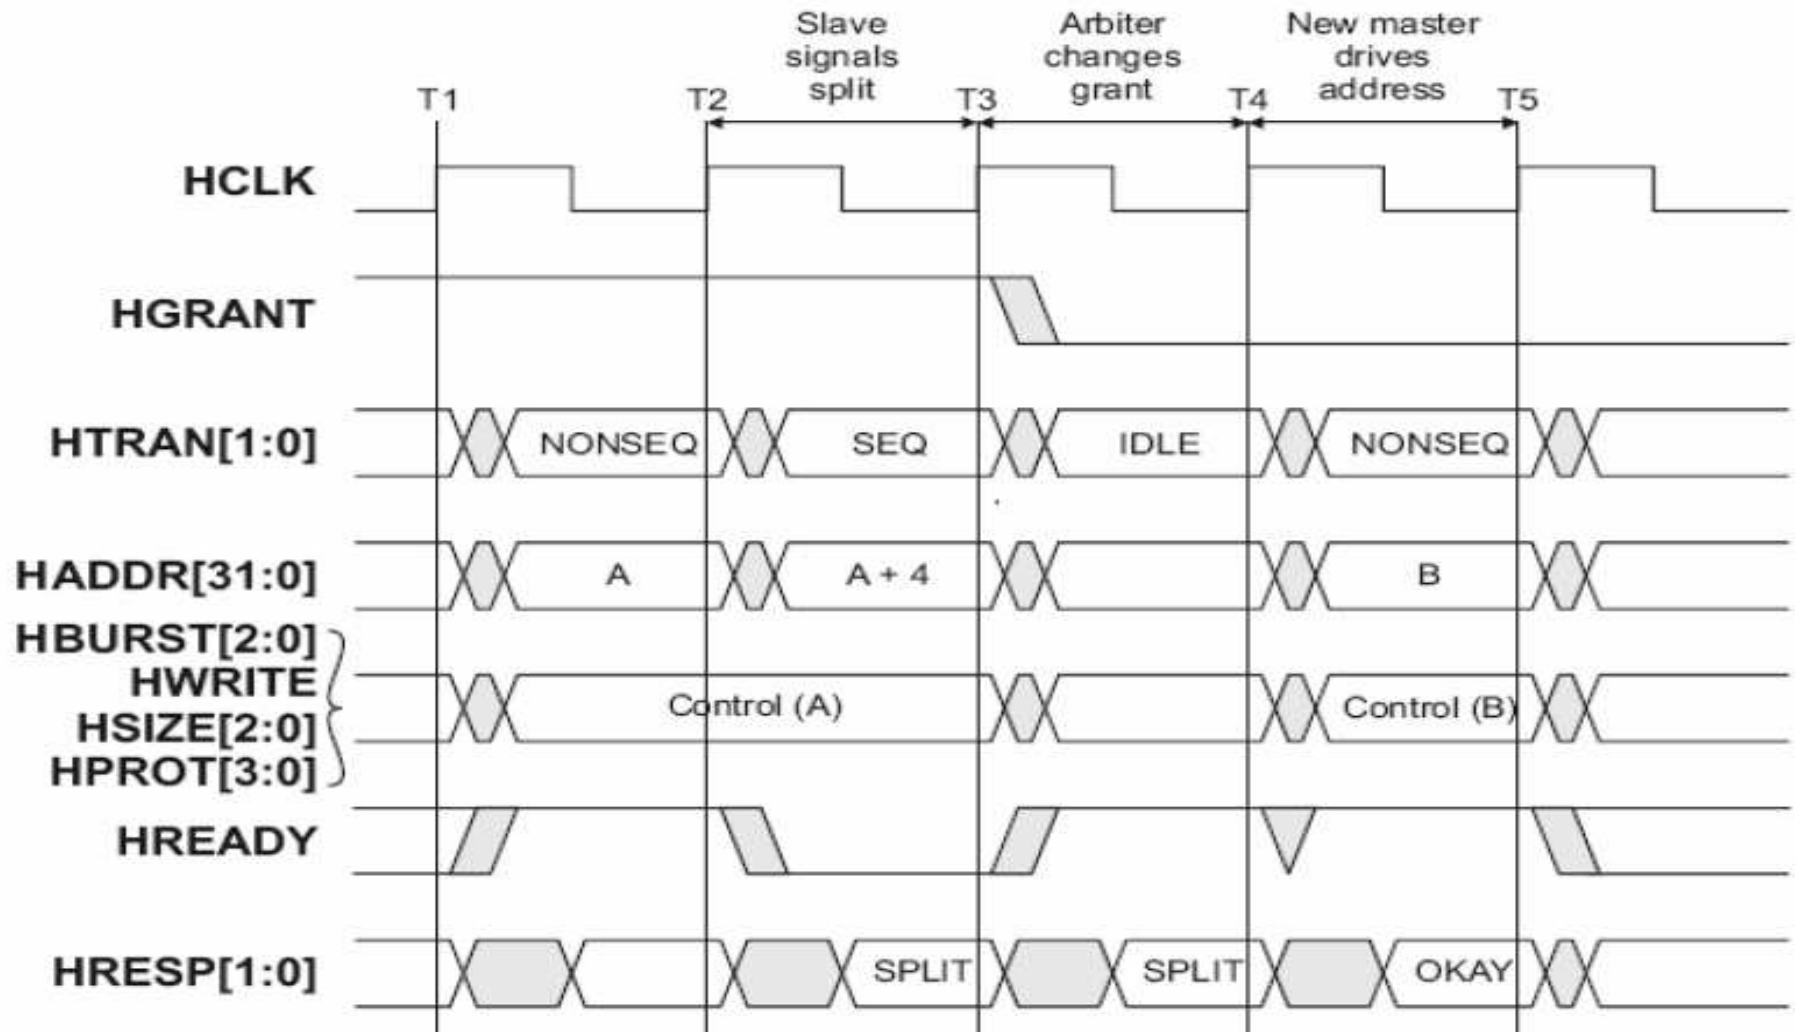 Slave
signals
split
Arbiter
changes
grant
New master
drives
address
T1 T2 T3 T4 T5
HCLK
HGRANT
HTRAN[1:0] NONSEQ SEQ IDLE NONSEQ
HADDR[31:0] A A + 4 B
HBURST[2:0]
HWRITE
Control (A) Control (B)
HSIZE[2:0]
HPROT[3:0]
HREADY
HRESP[1:0] SPLIT SPLIT OKAY